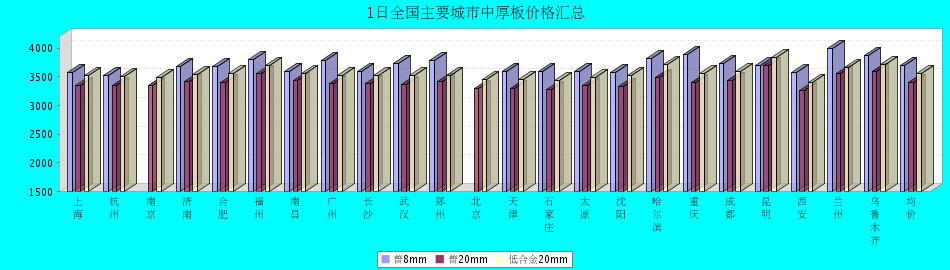 1日全国主要城市中厚板价格汇总
4000
3500
3000
2500
2000
1500
上海
杭州
南京
济南
合肥
福州
南昌
广州
长沙
武汉
郑州
北京
天津
石家庄
太原
沈阳
哈尔滨
重庆
成都
昆明
西安
兰州
乌鲁木齐
均价
普8mm 普20mm 低合金20mm